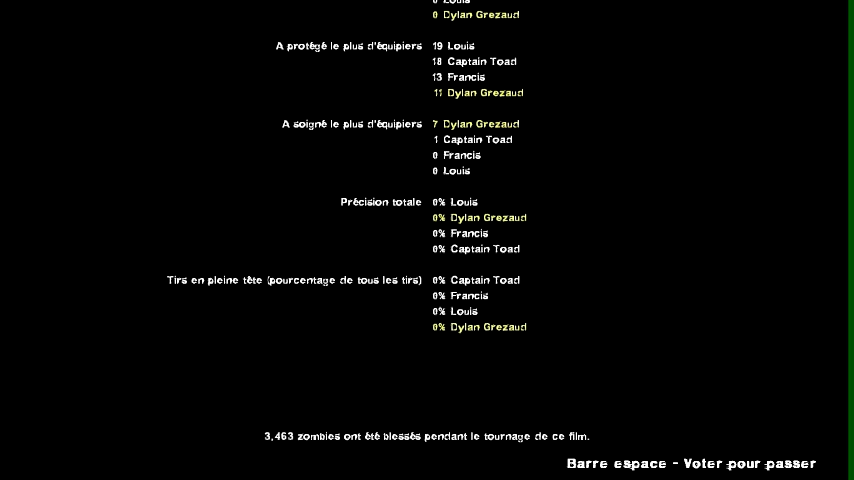 0 Louis
0 Dylan Grezaud
A protégé le plus d'équipiers 19 Louis
18 Captain Toad
13 Francis
11 Dylan Grezaud
A soigné le plus d'équipiers 7 Dylan Grezaud
1 Captain Toad
0 Francis
0 Louis
Précision totale 0% Louis
0% Dylan Grezaud
0% Francis
0% Captain Toad
Tirs en pleine tête (pourcentage de tous les tirs) 0% Captain Toad
0% Francis
0% Louis
0% Dylan Grezaud
3,463 zombies ont été blessés pendant le tournage de ce film.
Barre espace - Voter pour passer